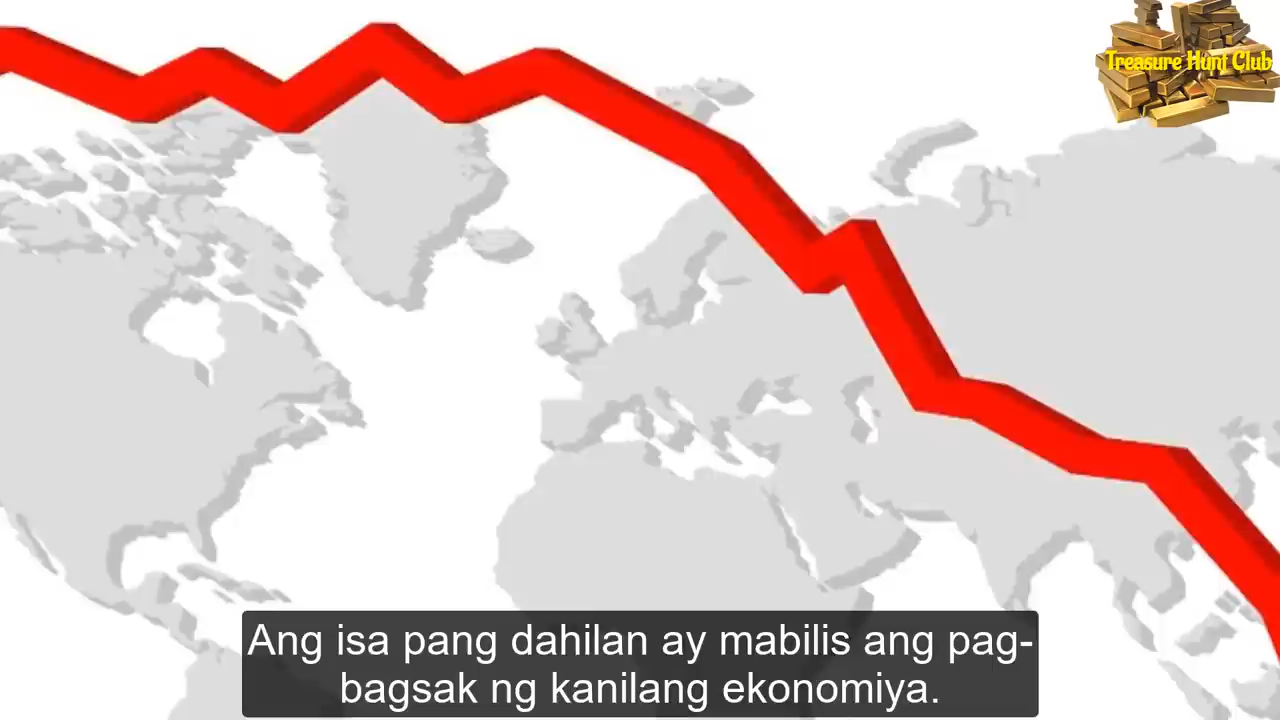 Treasure Hunt Club
Ang isa pang dahilan ay mabilis ang pag-
bagsak ng kanilang ekonomiya.